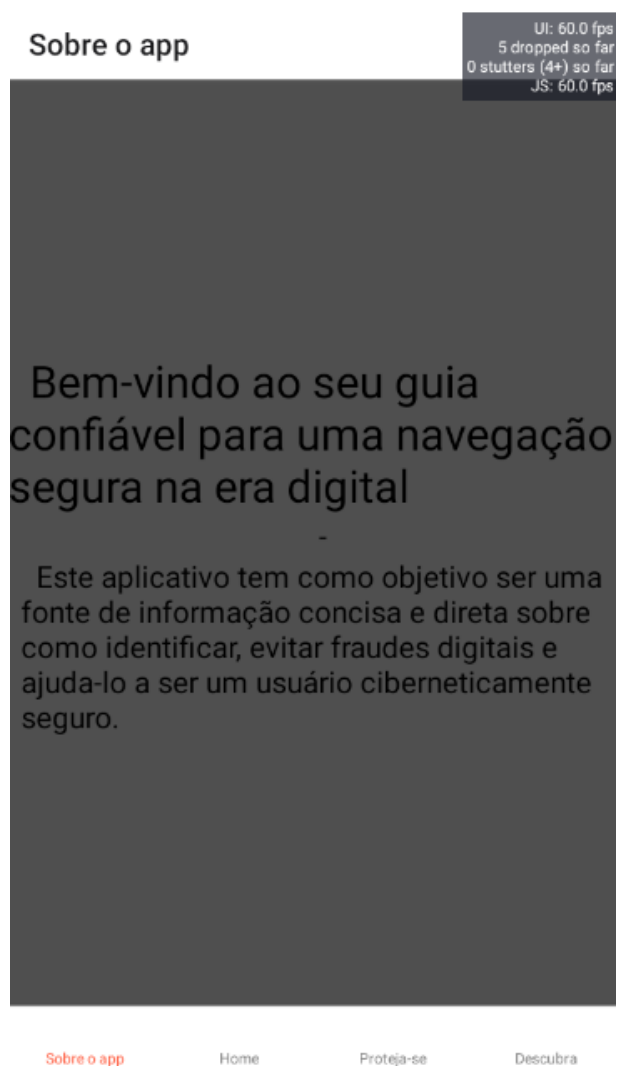 Sobre o app
UI: 60.0 fps
5 dropped so far
0 stutters (4+) so far
JS: 60.0 fps
Bem-vindo ao seu guia
confiável para uma navegação
segura na era digital
-
Este aplicativo tem como objetivo ser uma
fonte de informação concisa e direta sobre
como identificar, evitar fraudes digitais e
ajuda-lo a ser um usuário ciberneticamente
seguro.
Sobre o app Home Proteja-se Descubra